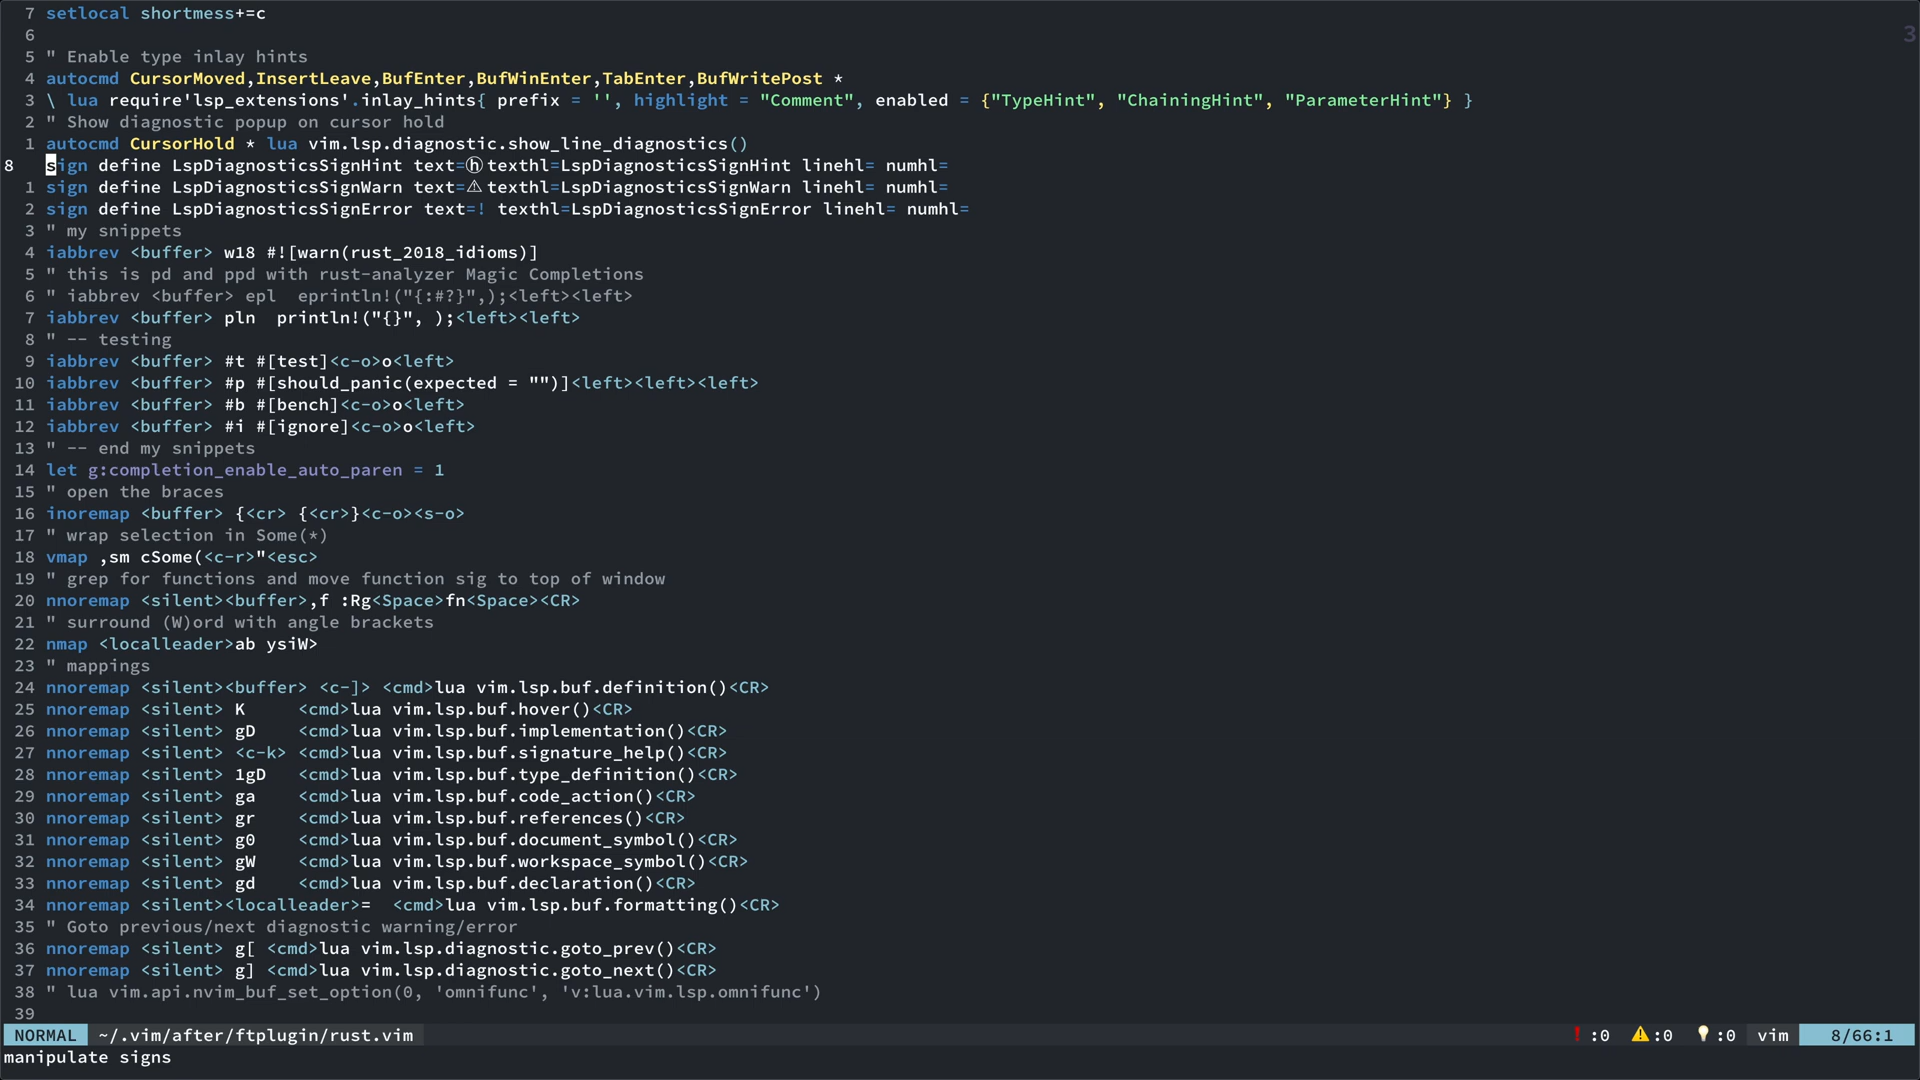 7 setlocal shortmess+=c
3
6
5 " Enable type inlay hints
4 autocmd CursorMoved,InsertLeave,BufEnter,BufWinEnter,TabEnter,BufWritePost *
3 \ lua require'lsp_extensions'.inlay_hints{ prefix = '', highlight = "Comment", enabled = {"TypeHint", "ChainingHint", "ParameterHint"} }
2 " Show diagnostic popup on cursor hold
1 autocmd CursorHold * lua vim.lsp.diagnostic.show_line_diagnostics()
8 sign define LspDiagnosticsSignHint text=ⓗ texthl=LspDiagnosticsSignHint linehl= numhl=
1 sign define LspDiagnosticsSignWarn text=⚠ texthl=LspDiagnosticsSignWarn linehl= numhl=
2 sign define LspDiagnosticsSignError text=! texthl=LspDiagnosticsSignError linehl= numhl=
3 " my snippets
4 iabbrev <buffer> w18 #![warn(rust_2018_idioms)]
5 " this is pd and ppd with rust-analyzer Magic Completions
6 " iabbrev <buffer> epl  eprintln!("{:#?}",);<left><left>
7 iabbrev <buffer> pln  println!("{}", );<left><left>
8 " -- testing
9 iabbrev <buffer> #t #[test]<c-o>o<left>
10 iabbrev <buffer> #p #[should_panic(expected = "")]<left><left><left>
11 iabbrev <buffer> #b #[bench]<c-o>o<left>
12 iabbrev <buffer> #i #[ignore]<c-o>o<left>
13 " -- end my snippets
14 let g:completion_enable_auto_paren = 1
15 " open the braces
16 inoremap <buffer> {<cr> {<cr>}<c-o><s-o>
17 " wrap selection in Some(*)
18 vmap ,sm cSome(<c-r>"<esc>
19 " grep for functions and move function sig to top of window
20 nnoremap <silent><buffer>,f :Rg<Space>fn<Space><CR>
21 " surround (W)ord with angle brackets
22 nmap <localleader>ab ysiW>
23 " mappings
24 nnoremap <silent><buffer> <c-]> <cmd>lua vim.lsp.buf.definition()<CR>
25 nnoremap <silent> K     <cmd>lua vim.lsp.buf.hover()<CR>
26 nnoremap <silent> gD    <cmd>lua vim.lsp.buf.implementation()<CR>
27 nnoremap <silent> <c-k> <cmd>lua vim.lsp.buf.signature_help()<CR>
28 nnoremap <silent> 1gD   <cmd>lua vim.lsp.buf.type_definition()<CR>
29 nnoremap <silent> ga    <cmd>lua vim.lsp.buf.code_action()<CR>
30 nnoremap <silent> gr    <cmd>lua vim.lsp.buf.references()<CR>
31 nnoremap <silent> g0    <cmd>lua vim.lsp.buf.document_symbol()<CR>
32 nnoremap <silent> gW    <cmd>lua vim.lsp.buf.workspace_symbol()<CR>
33 nnoremap <silent> gd    <cmd>lua vim.lsp.buf.declaration()<CR>
34 nnoremap <silent><localleader>=  <cmd>lua vim.lsp.buf.formatting()<CR>
35 " Goto previous/next diagnostic warning/error
36 nnoremap <silent> g[ <cmd>lua vim.lsp.diagnostic.goto_prev()<CR>
37 nnoremap <silent> g] <cmd>lua vim.lsp.diagnostic.goto_next()<CR>
38 " lua vim.api.nvim_buf_set_option(0, 'omnifunc', 'v:lua.vim.lsp.omnifunc')
39
NORMAL ~/.vim/after/ftplugin/rust.vim ! :0 ⚠ :0 💡 :0 vim 8/66:1
manipulate signs